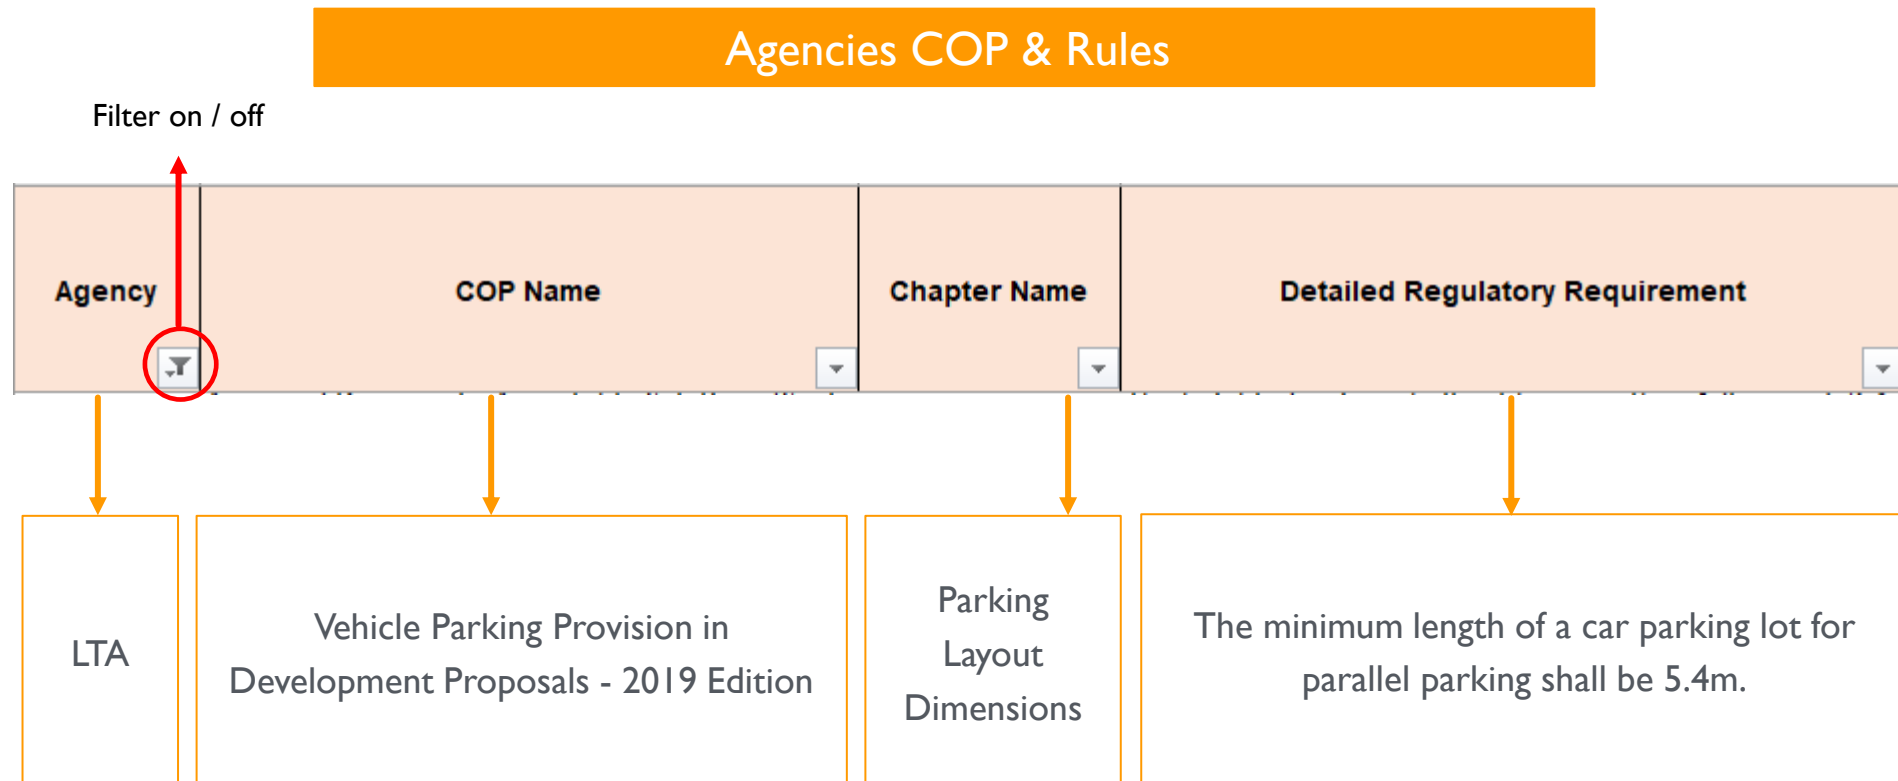 Agencies COP & Rules
Filter on / off
Agency
COP Name
Chapter Name
Detailed Regulatory Requirement
LTA
Vehicle Parking Provision in
Development Proposals - 2019 Edition
Parking
Layout
Dimensions
The minimum length of a car parking lot for
parallel parking shall be 5.4m.